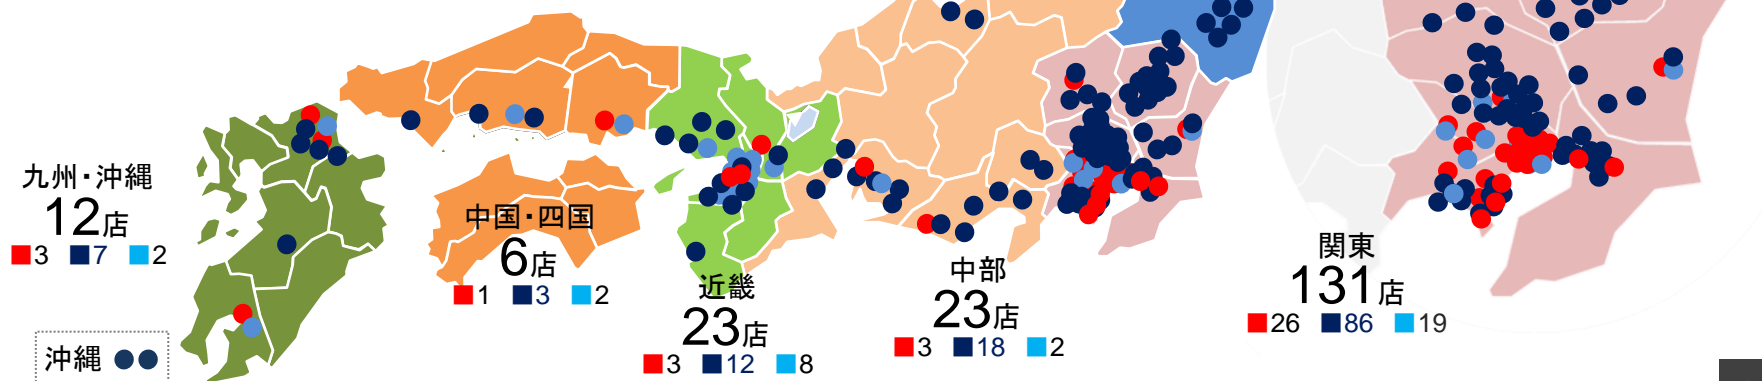 九州・沖縄
12店
3 7 2
沖縄
中国・四国
6店
1 3 2
近畿
23店
3 12 8
中部
23店
3 18 2
関東
131店
26 86 19